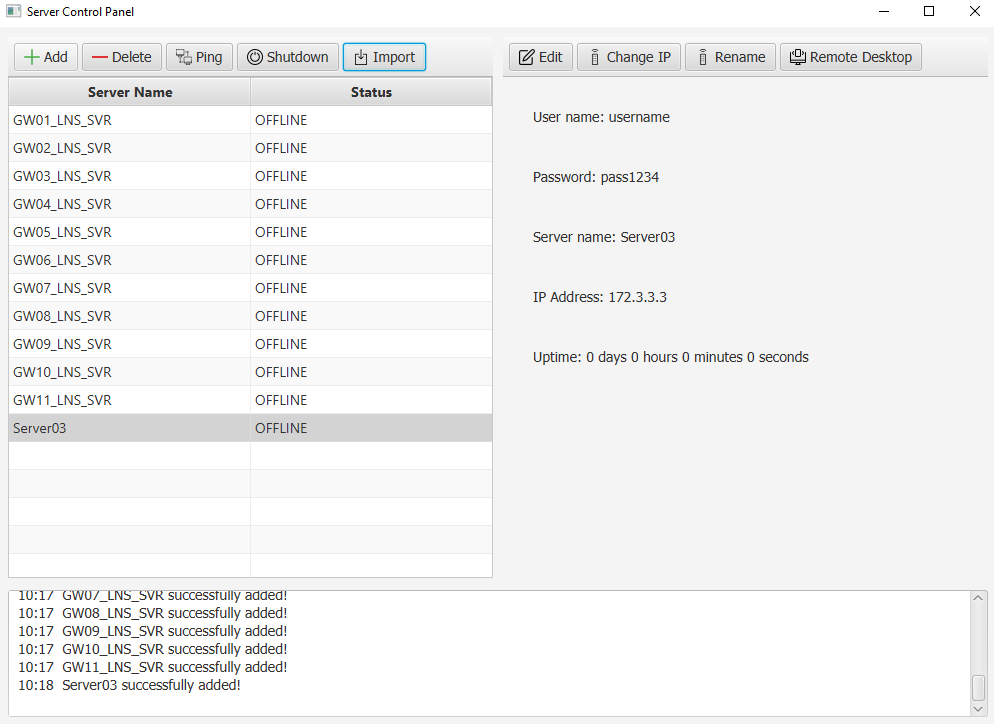 Server Control Panel
Add Delete Ping Shutdown Import Edit Change IP Rename Remote Desktop
Server Name Status
GW01_LNS_SVR OFFLINE
GW02_LNS_SVR OFFLINE
GW03_LNS_SVR OFFLINE
GW04_LNS_SVR OFFLINE
GW05_LNS_SVR OFFLINE
GW06_LNS_SVR OFFLINE
GW07_LNS_SVR OFFLINE
GW08_LNS_SVR OFFLINE
GW09_LNS_SVR OFFLINE
GW10_LNS_SVR OFFLINE
GW11_LNS_SVR OFFLINE
Server03 OFFLINE
User name: username
Password: pass1234
Server name: Server03
IP Address: 172.3.3.3
Uptime: 0 days 0 hours 0 minutes 0 seconds
10:17 GW07_LNS_SVR successfully added!
10:17 GW08_LNS_SVR successfully added!
10:17 GW09_LNS_SVR successfully added!
10:17 GW10_LNS_SVR successfully added!
10:17 GW11_LNS_SVR successfully added!
10:18 Server03 successfully added!